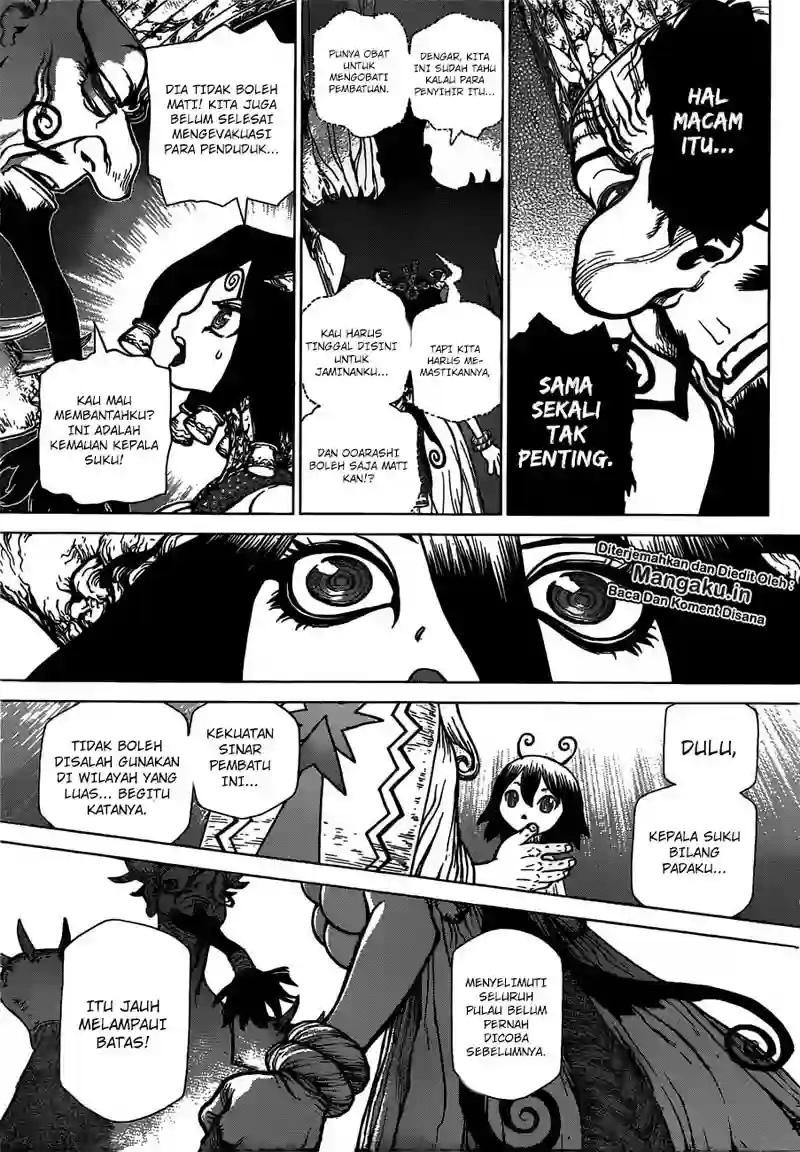 HAL
MACAM
ITU...
SAMA
SEKALI
TAK
PENTING.
DENGAR, KITA
INI SUDAH TAHU
KALAU PARA
PENYIHIR ITU...
PUNYA OBAT
UNTUK
MENGOBATI
PEMBATUAN.
TAPI KITA
HARUS ME-
MASTIKANNYA,
KAU HARUS
TINGGAL DISINI
UNTUK
JAMINANKU...
DAN OOARASHI
BOLEH SAJA MATI
KAN!?
DIA TIDAK BOLEH
MATI! KITA JUGA
BELUM SELESAI
MENGEVAKUASI
PARA PENDUDUK...
KAU MAU
MEMBANTAHKU?
INI ADALAH
KEMAUAN KEPALA
SUKU!
Diterjemahkan dan Diedit Oleh :
Mangaku.in
Baca Dan Koment Disana
DULU,
KEPALA SUKU
BILANG
PADAKU...
KEKUATAN
SINAR
PEMBATU
INI...
TIDAK BOLEH
DISALAH GUNAKAN
DI WILAYAH YANG
LUAS... BEGITU
KATANYA.
MENYELIMUTI
SELURUH
PULAU BELUM
PERNAH
DICOBA
SEBELUMNYA.
ITU JAUH
MELAMPAUI
BATAS!